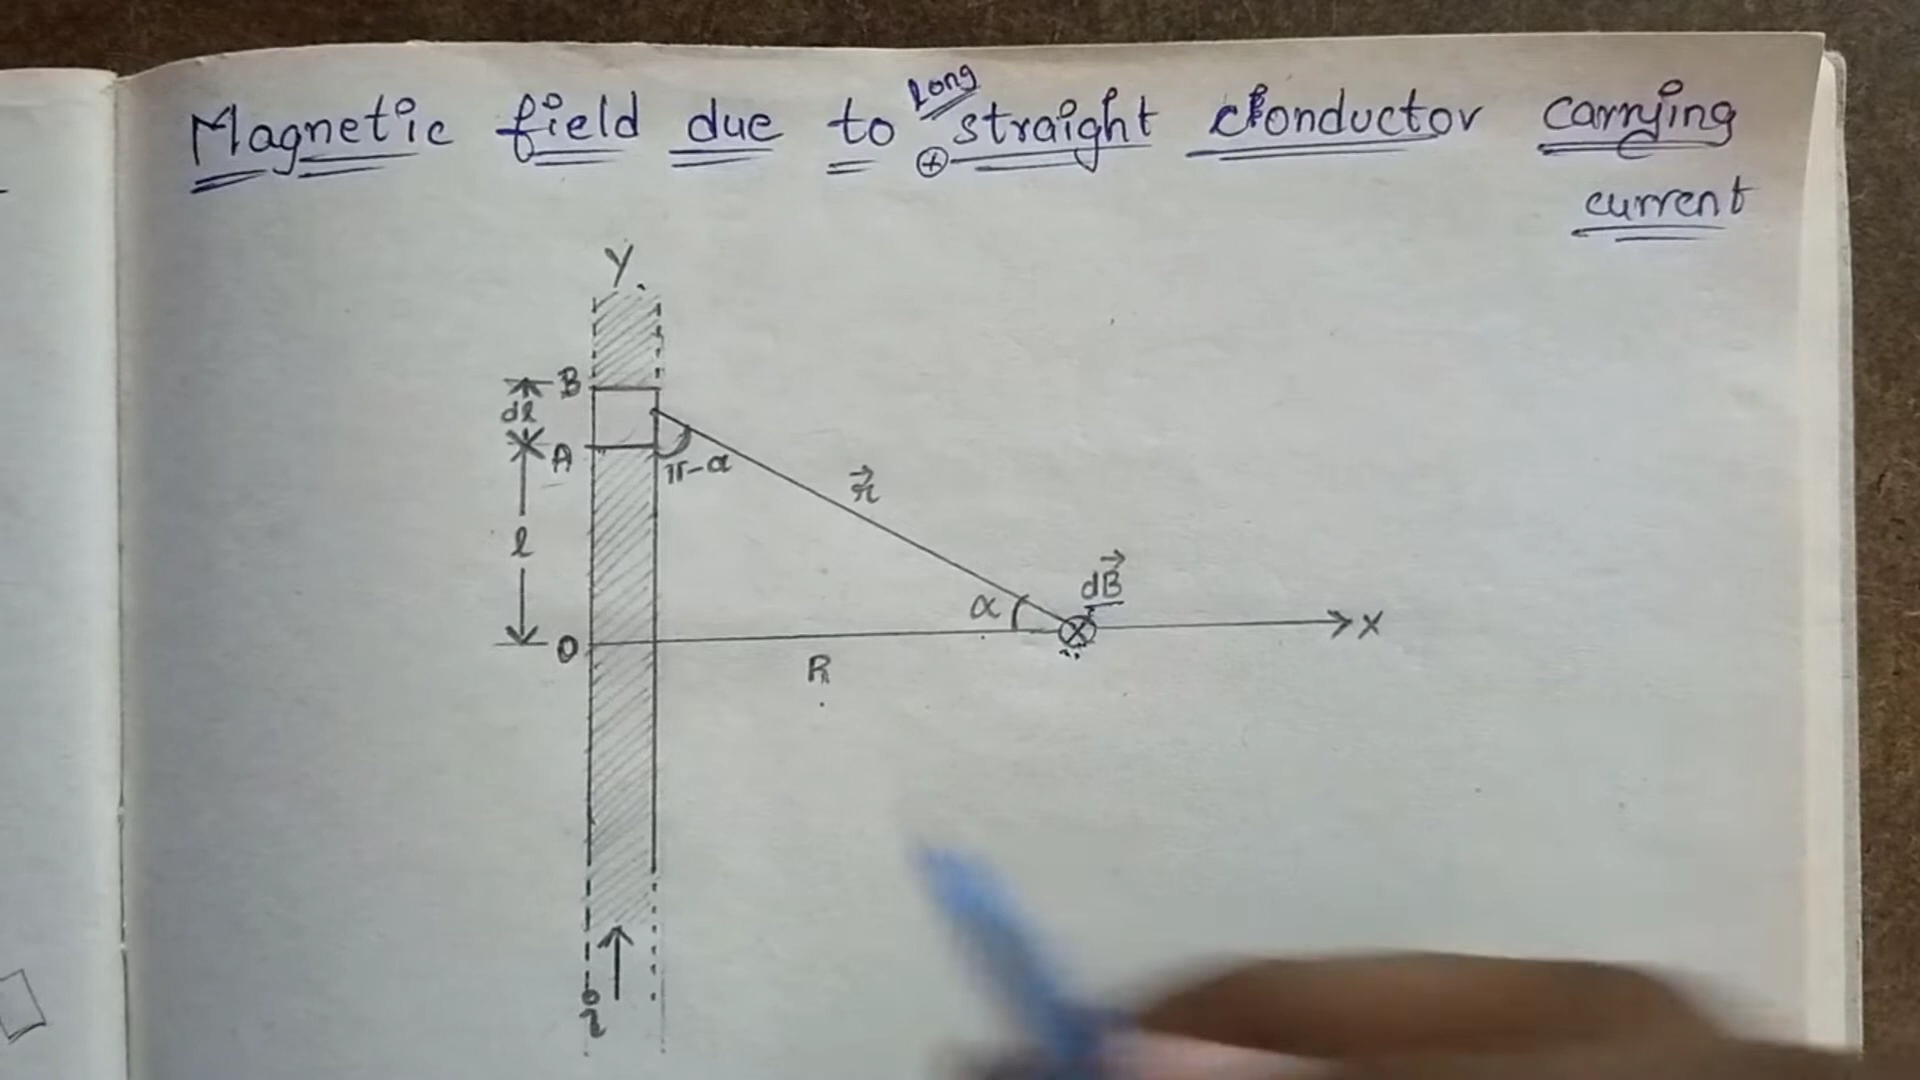 Magnetic field due to long straight conductor carrying
current
Y
B
dl
A
π-α
r⃗
l
dB⃗
α
⊗
X
O
R
i